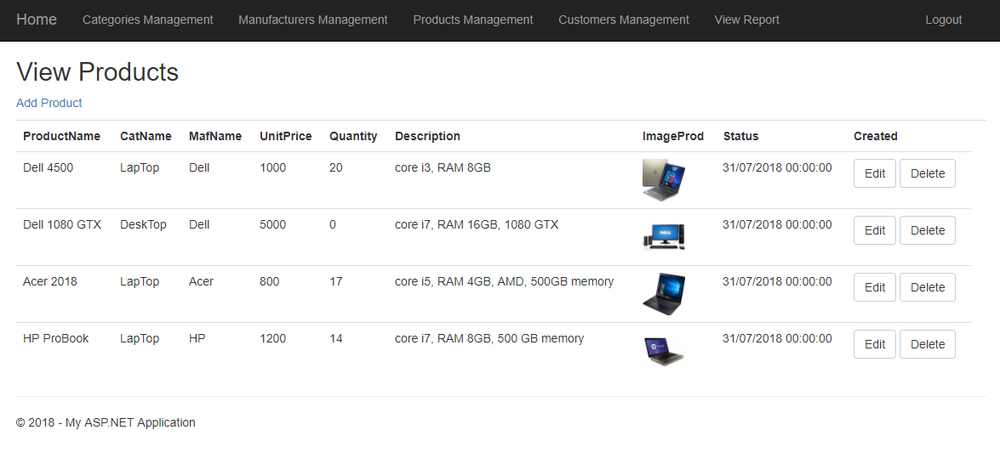 Home Categories Management Manufacturers Management Products Management Customers Management View Report Logout
View Products
Add Product
ProductName CatName MafName UnitPrice Quantity Description ImageProd Status Created
Dell 4500 LapTop Dell 1000 20 core i3, RAM 8GB 31/07/2018 00:00:00 Edit Delete
Dell 1080 GTX DeskTop Dell 5000 0 core i7, RAM 16GB, 1080 GTX DELL 31/07/2018 00:00:00 Edit Delete
Acer 2018 LapTop Acer 800 17 core i5, RAM 4GB, AMD, 500GB memory 31/07/2018 00:00:00 Edit Delete
HP ProBook LapTop HP 1200 14 core i7, RAM 8GB, 500 GB memory 31/07/2018 00:00:00 Edit Delete
© 2018 - My ASP.NET Application